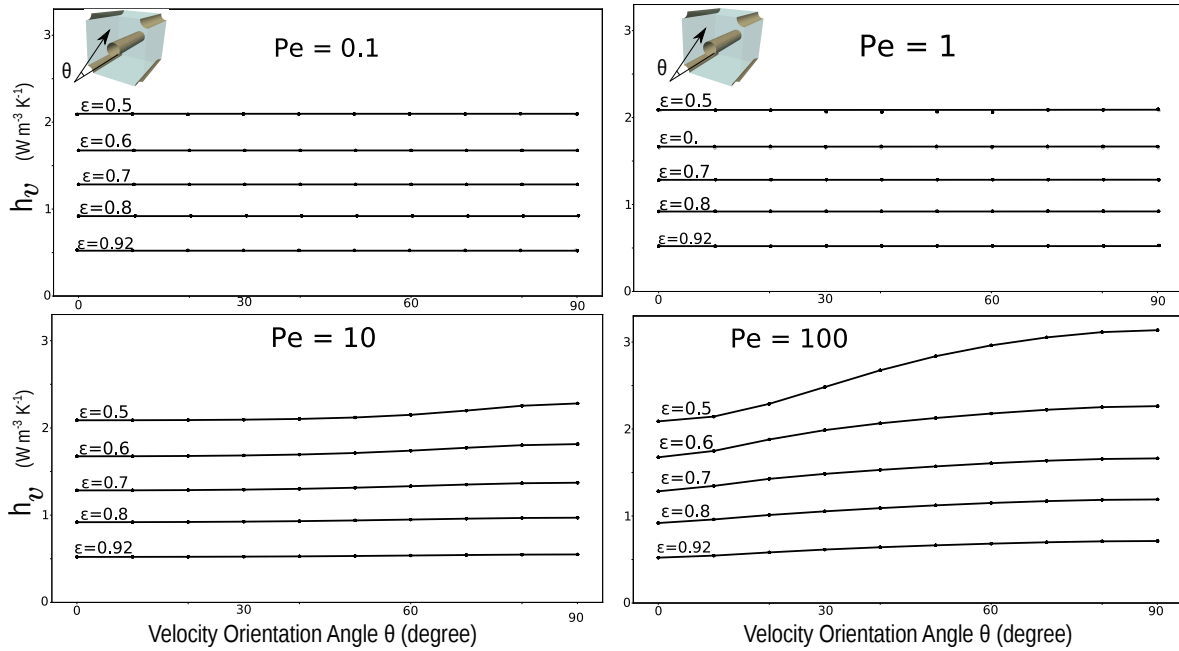 Pe = 0.1
θ
3
2
1
0
h_v (W m⁻³ K⁻¹)
ε=0.5
ε=0.6
ε=0.7
ε=0.8
ε=0.92
0 30 60 90
Pe = 1
θ
3
2
1
0
ε=0.5
ε=0.
ε=0.7
ε=0.8
ε=0.92
0 30 60 90
Pe = 10
3
2
1
0
h_v (W m⁻³ K⁻¹)
ε=0.5
ε=0.6
ε=0.7
ε=0.8
ε=0.92
0 30 60 90
Velocity Orientation Angle θ (degree)
Pe = 100
3
2
1
0
ε=0.5
ε=0.6
ε=0.7
ε=0.8
ε=0.92
0 30 60 90
Velocity Orientation Angle θ (degree)